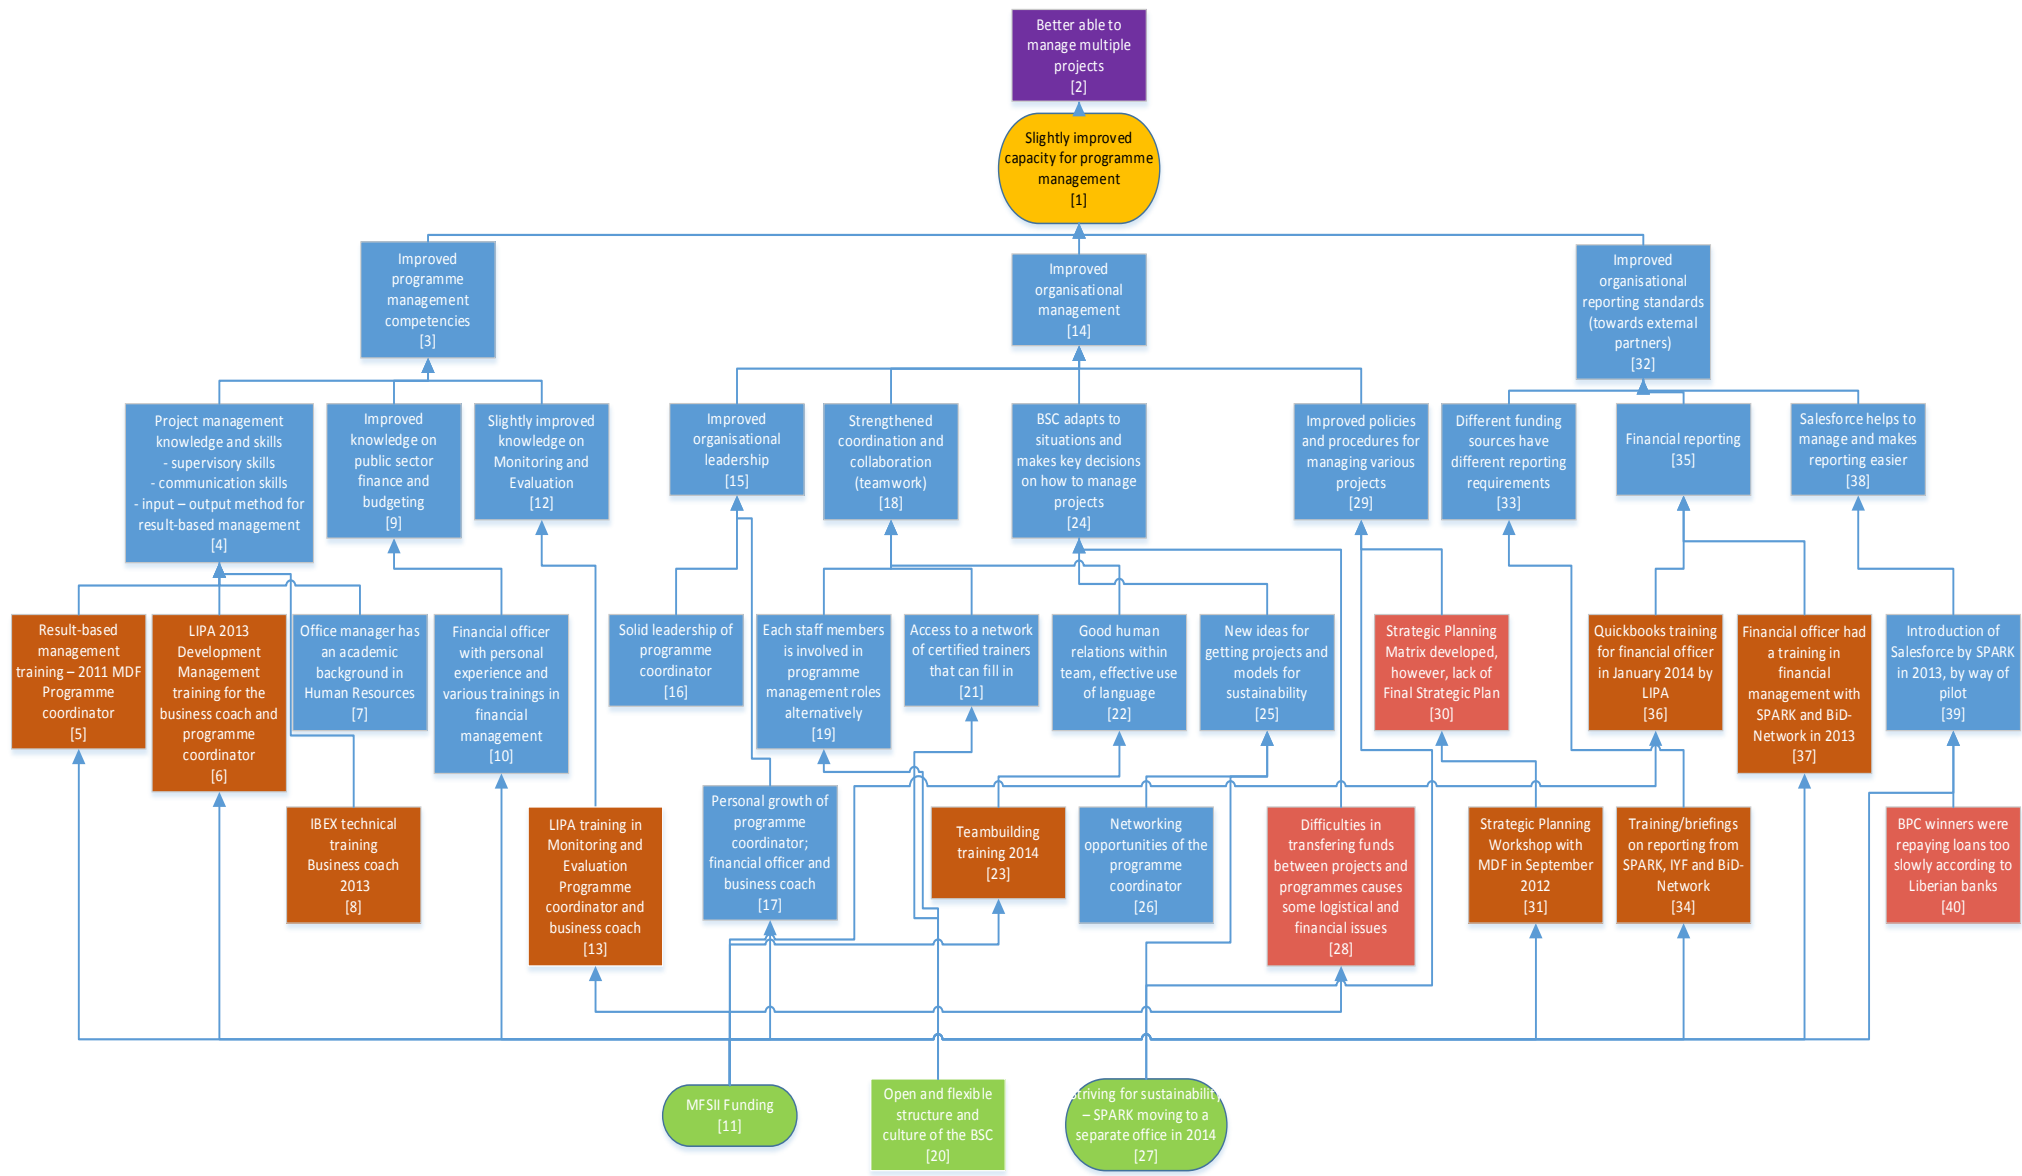 Better able to
manage multiple
projects
[2]
Slightly improved
capacity for programme
management
[1]
Improved
programme
management
competencies
[3]
Improved
organisational
management
[14]
Improved
organisational
reporting standards
(towards external
partners)
[32]
Project management
knowledge and skills
- supervisory skills
- communication skills
- input – output method for
result-based management
[4]
Improved
knowledge on
public sector
finance and
budgeting
[9]
Slightly improved
knowledge on
Monitoring and
Evaluation
[12]
Improved
organisational
leadership
[15]
Strengthened
coordination and
collaboration
(teamwork)
[18]
BSC adapts to
situations and
makes key decisions
on how to manage
projects
[24]
Improved policies
and procedures for
managing various
projects
[29]
Different funding
sources have
different reporting
requirements
[33]
Financial reporting
[35]
Salesforce helps to
manage and makes
reporting easier
[38]
Result-based
management
training – 2011 MDF
Programme
coordinator
[5]
LIPA 2013
Development
Management
training for the
business coach and
programme
coordinator
[6]
Office manager has
an academic
background in
Human Resources
[7]
Financial officer
with personal
experience and
various trainings in
financial
management
[10]
Solid leadership of
programme
coordinator
[16]
Each staff members
is involved in
programme
management roles
alternatively
[19]
Access to a network
of certified trainers
that can fill in
[21]
Good human
relations within
team, effective use
of language
[22]
New ideas for
getting projects and
models for
sustainability
[25]
Strategic Planning
Matrix developed,
however, lack of
Final Strategic Plan
[30]
Quickbooks training
for financial officer
in January 2014 by
LIPA
[36]
Financial officer had
a training in
financial
management with
SPARK and BiD-
Network in 2013
[37]
Introduction of
Salesforce by SPARK
in 2013, by way of
pilot
[39]
IBEX technical
training
Business coach
2013
[8]
LIPA training in
Monitoring and
Evaluation
Programme
coordinator and
business coach
[13]
Personal growth of
programme
coordinator;
financial officer and
business coach
[17]
Teambuilding
training 2014
[23]
Networking
opportunities of the
programme
coordinator
[26]
Difficulties in
transfering funds
between projects and
programmes causes
some logistical and
financial issues
[28]
Strategic Planning
Workshop with
MDF in September
2012
[31]
Training/briefings
on reporting from
SPARK, IYF and BiD-
Network
[34]
BPC winners were
repaying loans too
slowly according to
Liberian banks
[40]
MFSII Funding
[11]
Open and flexible
structure and
culture of the BSC
[20]
Striving for sustainability
– SPARK moving to a
separate office in 2014
[27]